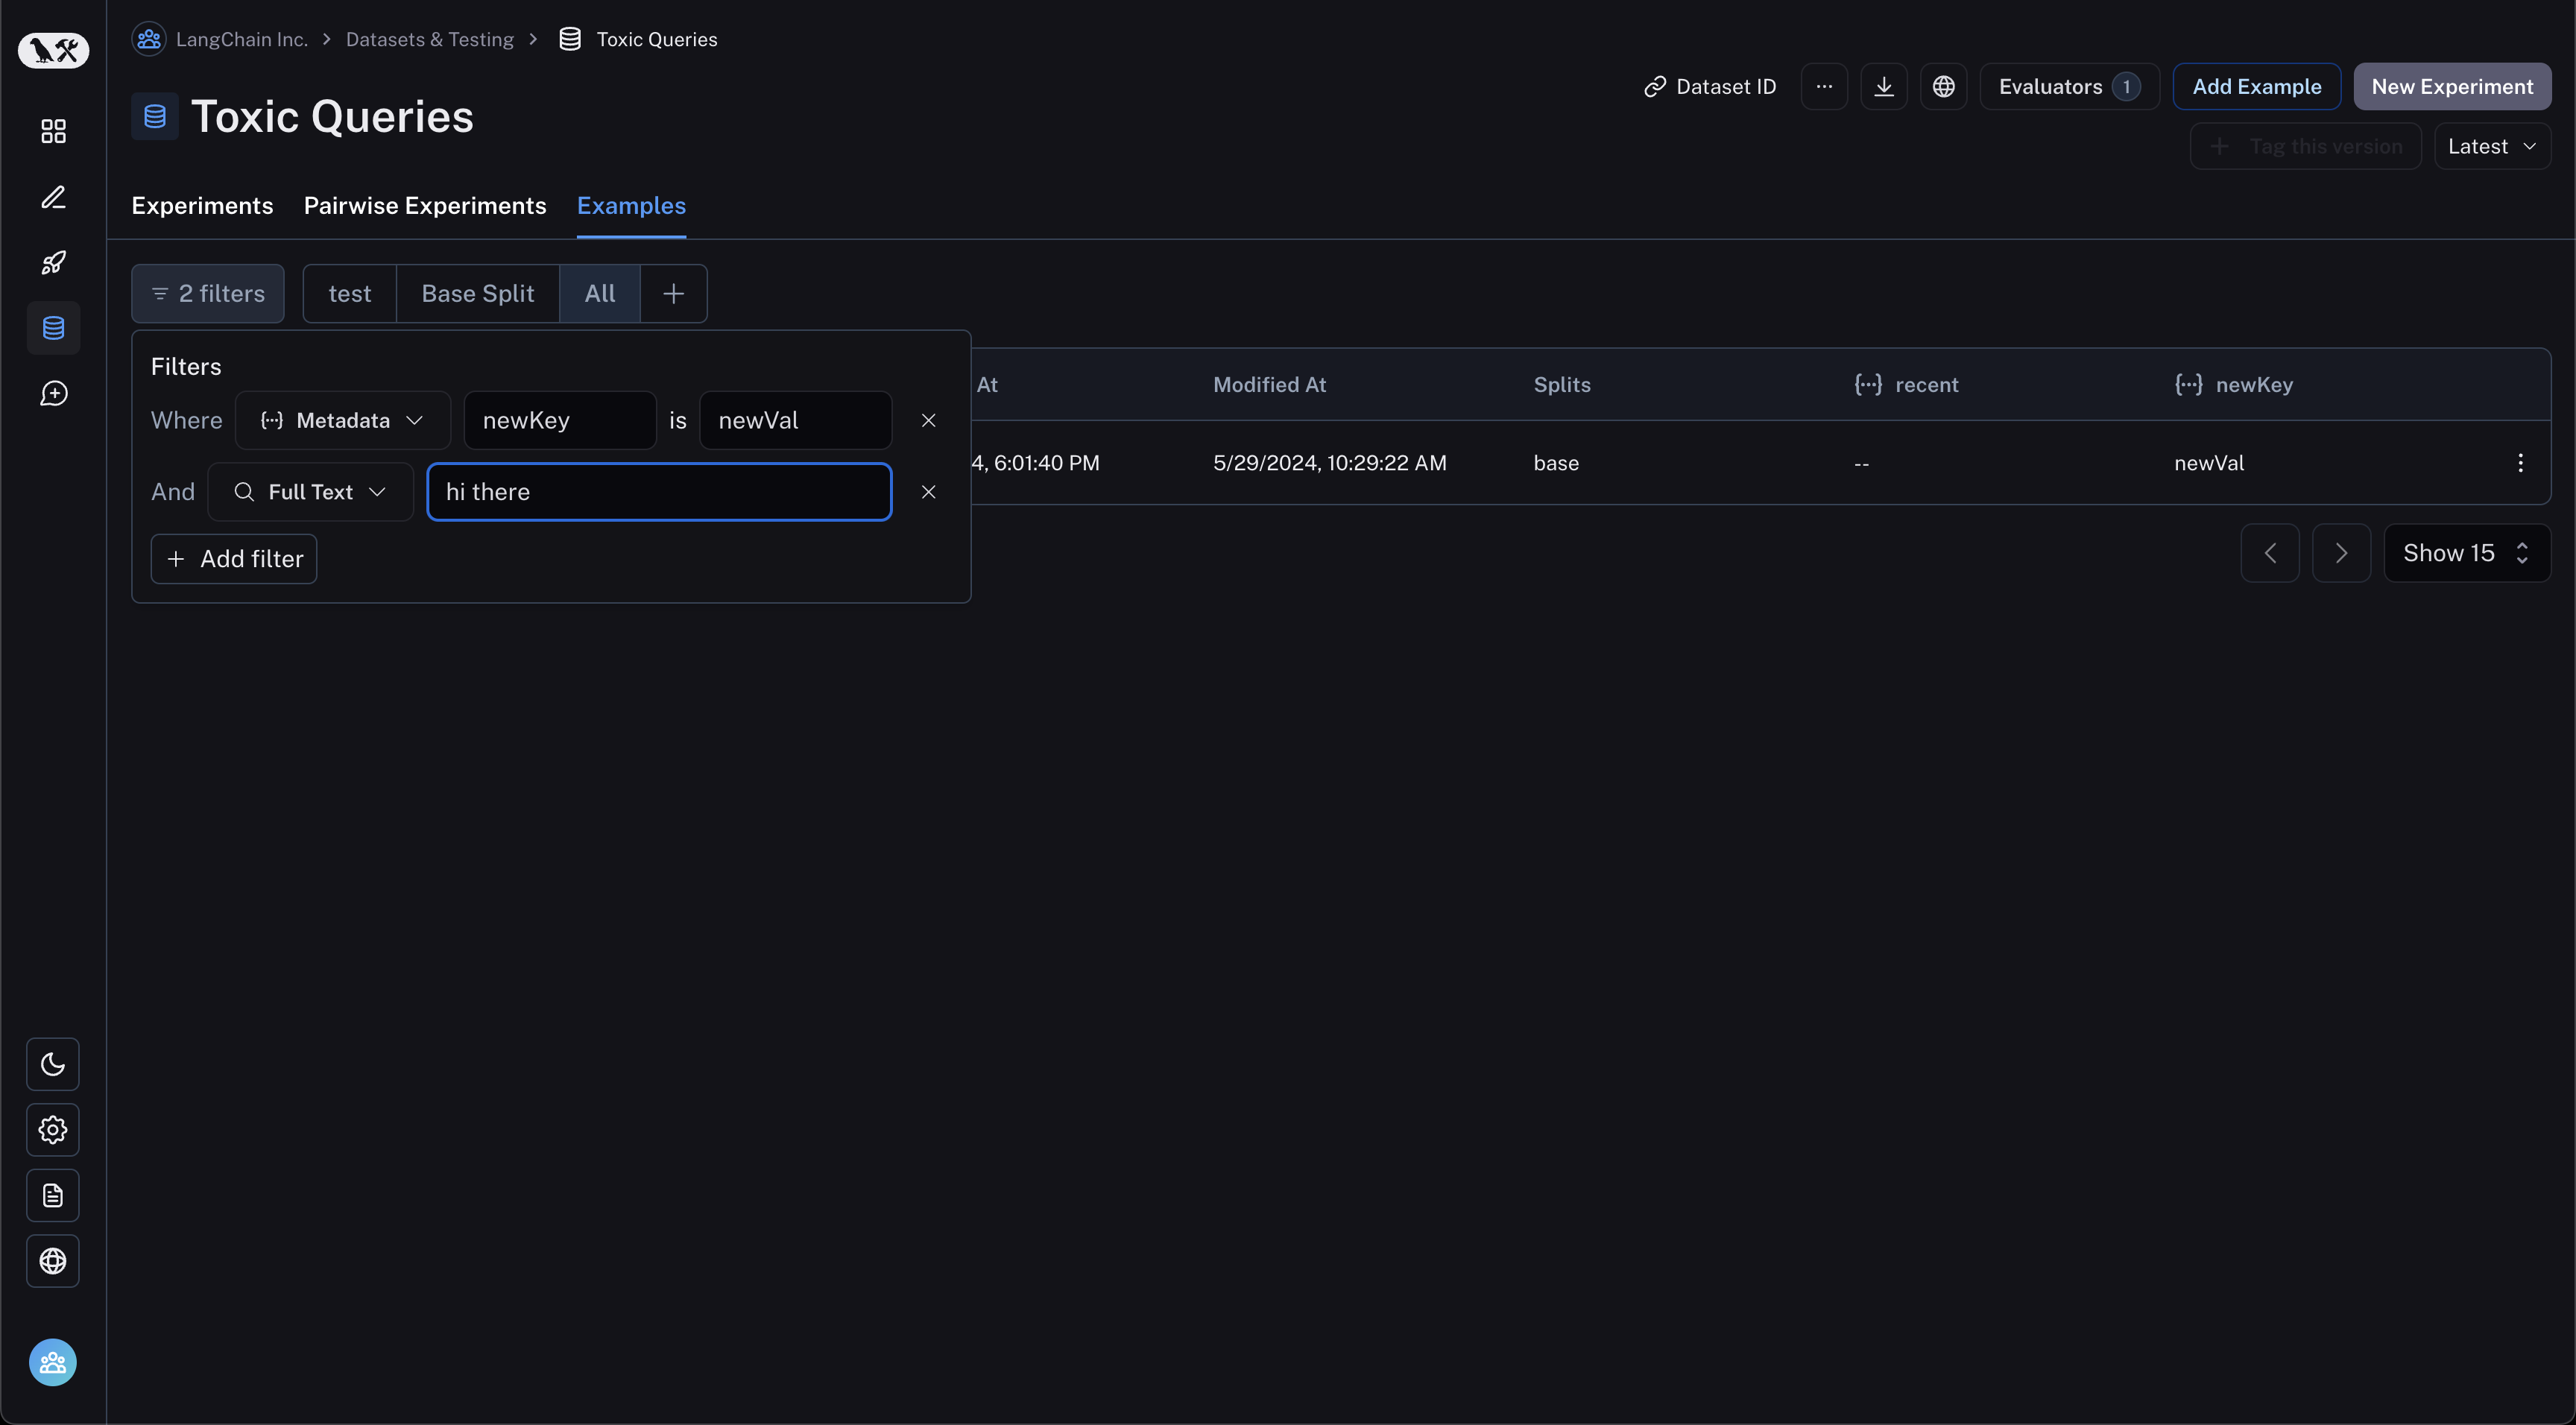 LangChain Inc. > Datasets & Testing > Toxic Queries
Toxic Queries
Dataset ID
Evaluators 1
Add Example
New Experiment
Tag this version
Latest
Experiments
Pairwise Experiments
Examples
2 filters
test
Base Split
All
Filters
Where Metadata newKey is newVal
And Full Text hi there
Add filter
At
Modified At
Splits
recent
newKey
4, 6:01:40 PM
5/29/2024, 10:29:22 AM
base
--
newVal
Show 15